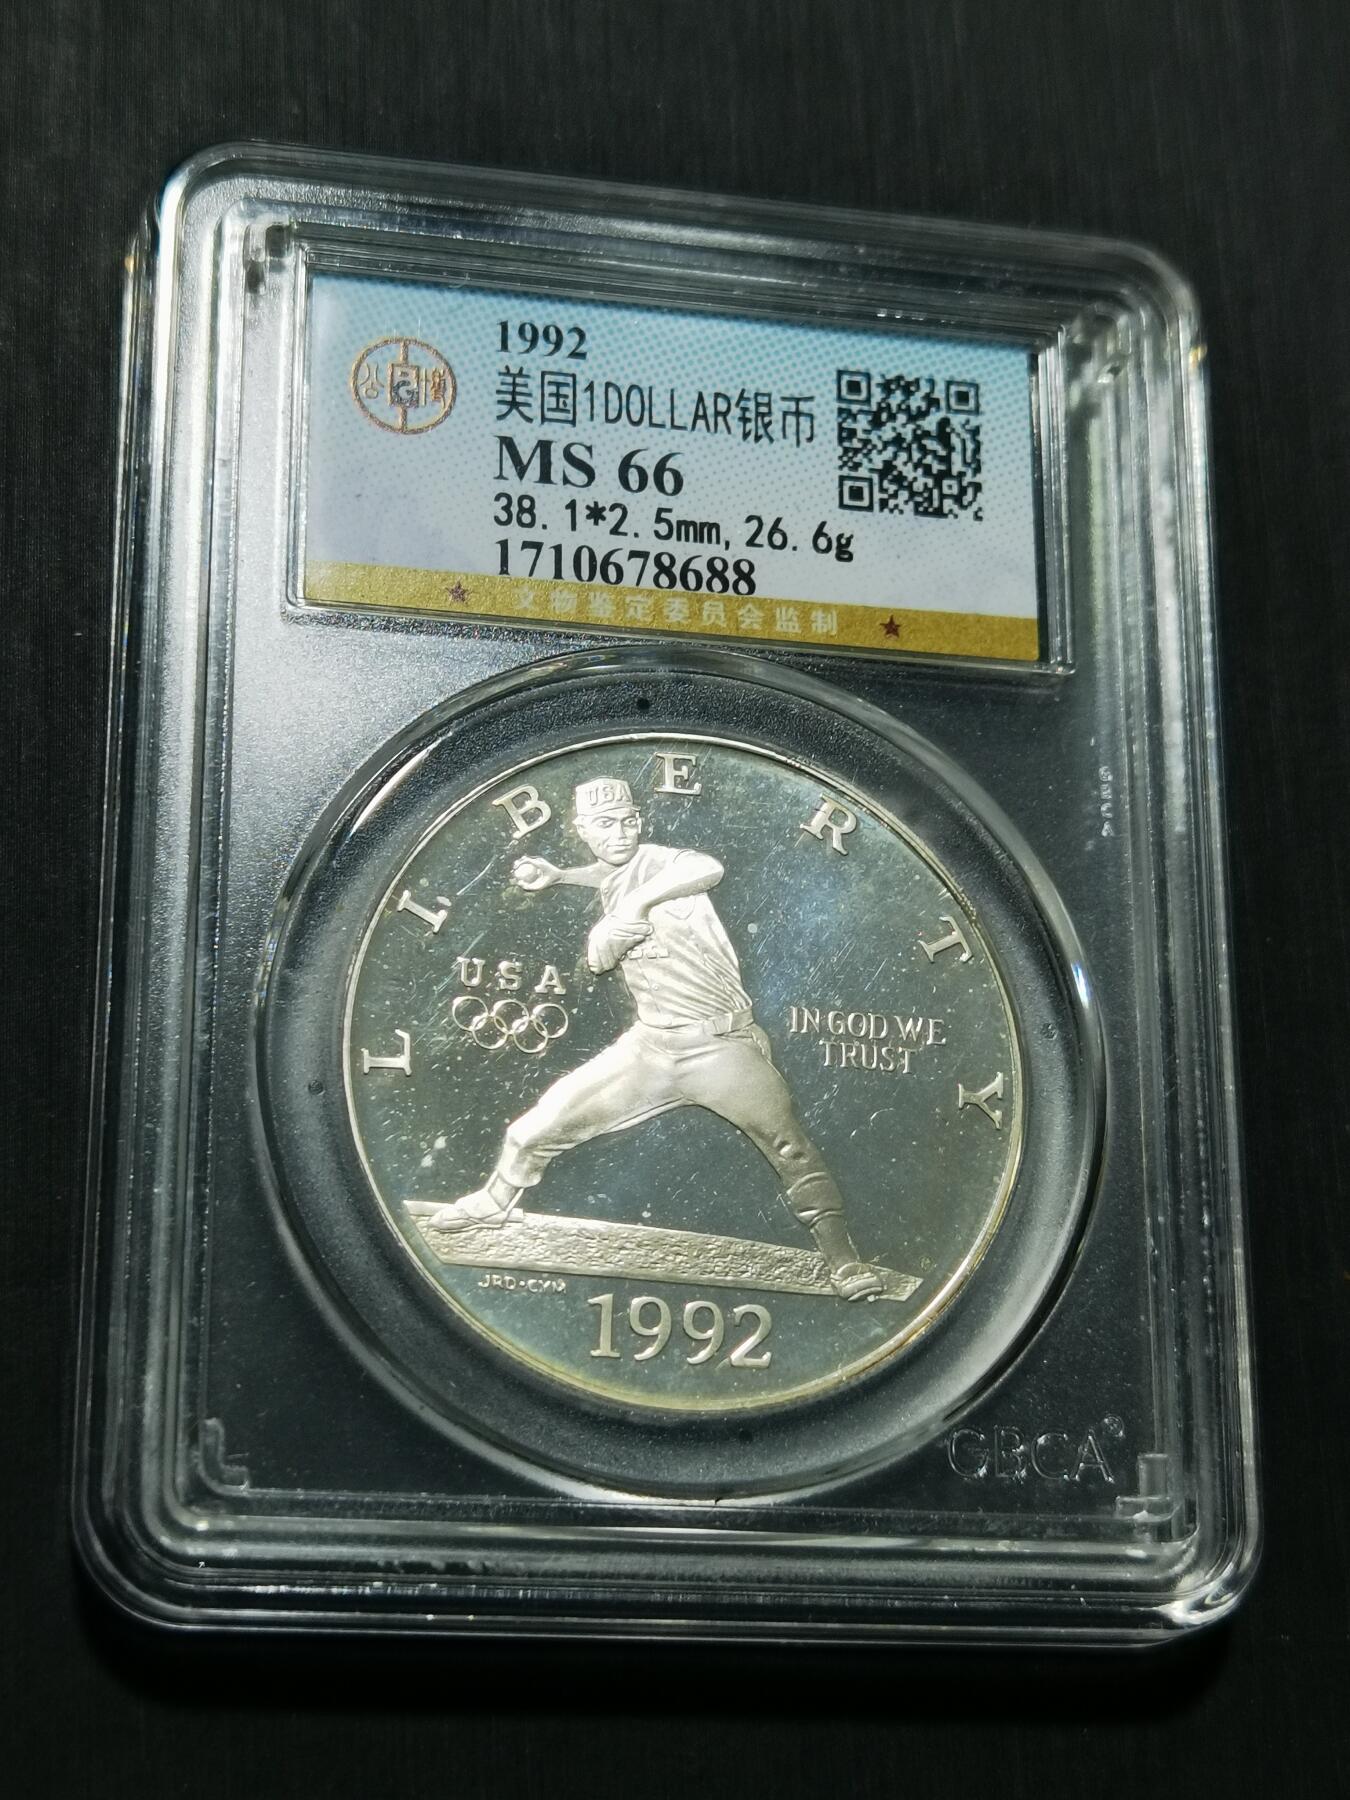 1992
美国1DOLLAR银币
MS 66
38.1*2.5mm,26.6g
1710678688
文物鉴定委员会监制
公 G 博
LIBERTY
USA
USA
IN GOD WE
TRUST
JRD-CYM
1992
GBCA®